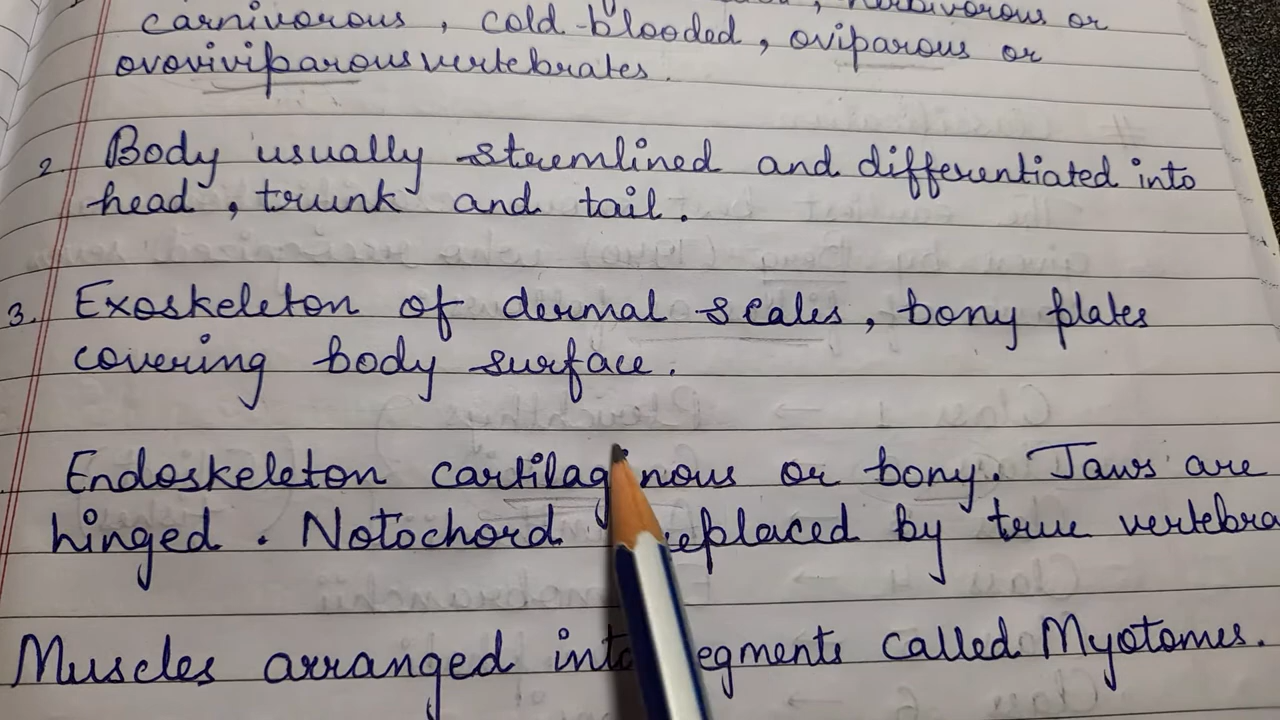 herbivorous or
carnivorous, cold-blooded, oviparous or
ovoviviparous vertebrates.
2. Body usually streamlined and differentiated into
head, trunk and tail.
3. Exoskeleton of dermal scales, bony plates
covering body surface.
Endoskeleton cartilaginous or bony. Jaws are
hinged. Notochord replaced by true vertebra
Muscles arranged into segments called Myotomes.